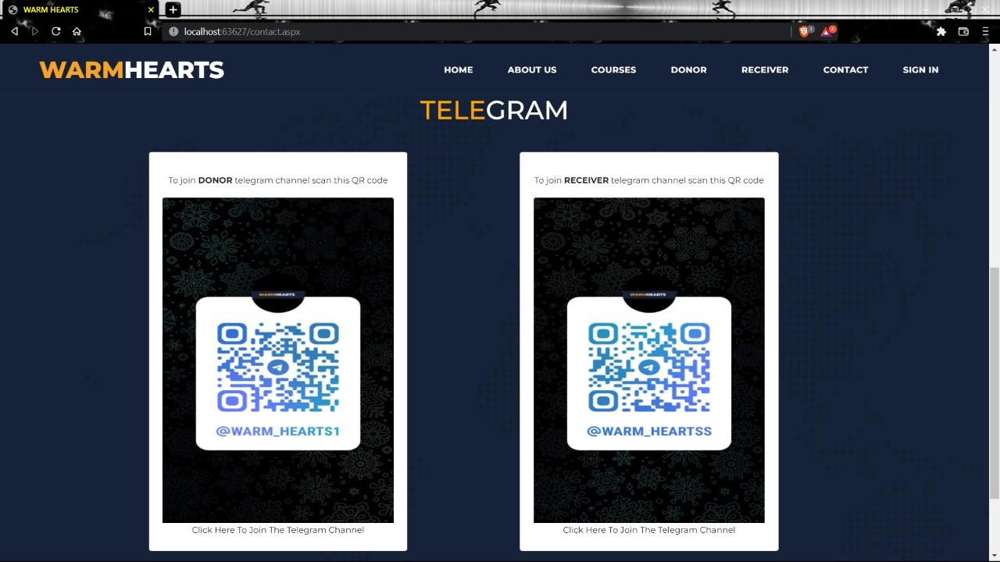 WARM HEARTS
localhost:63627/contact.aspx
3
4
WARMHEARTS
HOME ABOUT US COURSES DONOR RECEIVER CONTACT SIGN IN
TELEGRAM
To join DONOR telegram channel scan this QR code
WARMHEARTS
@WARM_HEARTS1
Click Here To Join The Telegram Channel
To join RECEIVER telegram channel scan this QR code
WARMHEARTS
@WARM_HEARTSS
Click Here To Join The Telegram Channel